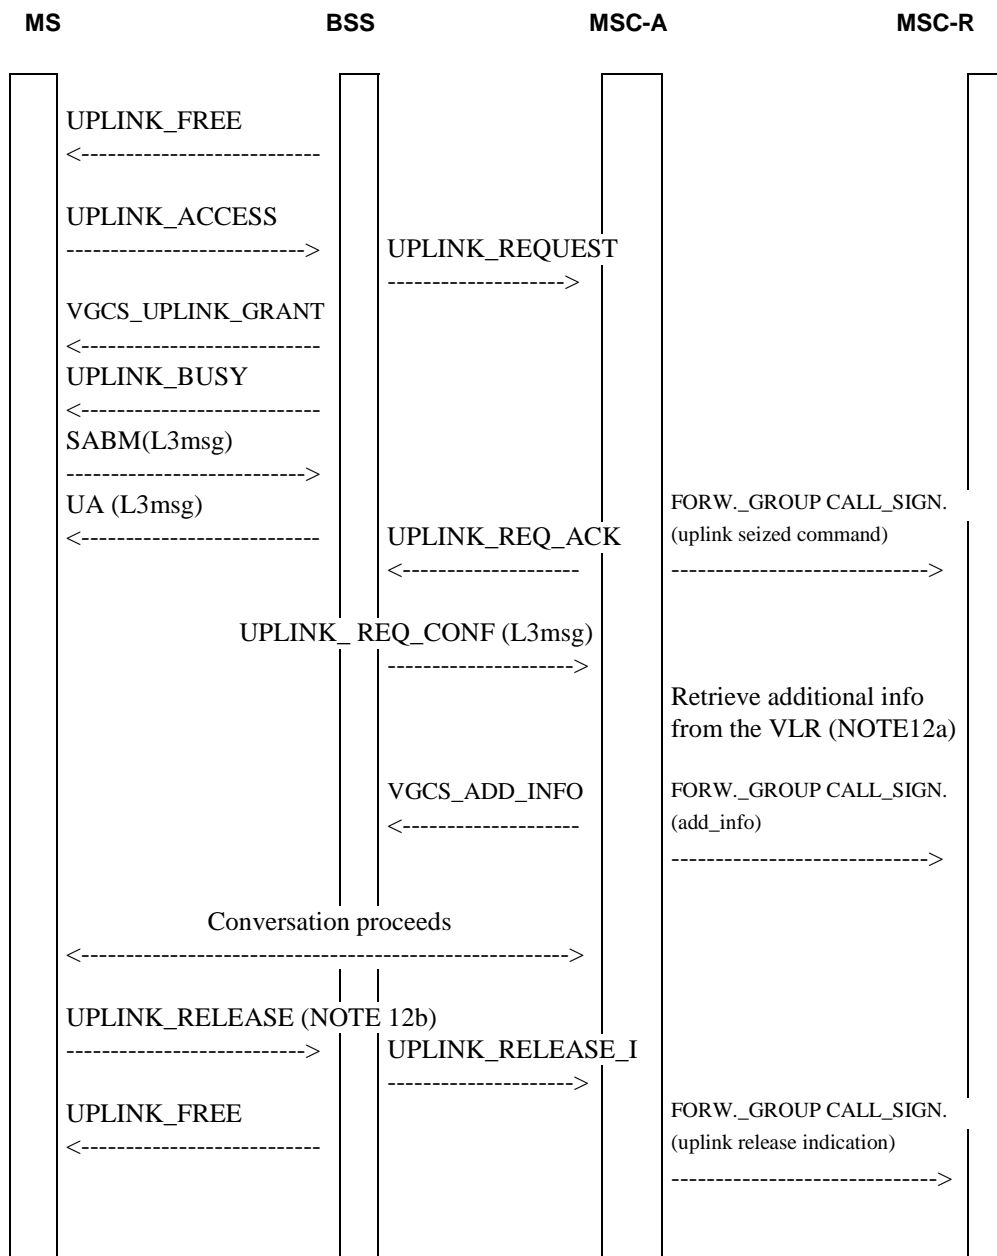 MS BSS MSC-A MSC-R
UPLINK_FREE
<---------------------------
UPLINK_ACCESS
---------------------------> UPLINK_REQUEST
-------------------->
VGCS_UPLINK_GRANT
<---------------------------
UPLINK_BUSY
<---------------------------
SABM(L3msg)
--------------------------->
UA (L3msg) FORW._GROUP CALL_SIGN.
<--------------------------- UPLINK_REQ_ACK (uplink seized command)
<-------------------- ----------------------------->
UPLINK_ REQ_CONF (L3msg)
--------------------->
Retrieve additional info
from the VLR (NOTE12a)
VGCS_ADD_INFO FORW._GROUP CALL_SIGN.
<-------------------- (add_info)
----------------------------->
Conversation proceeds
<------------------------------------------------------->
UPLINK_RELEASE (NOTE 12b)
---------------------------> UPLINK_RELEASE_I
--------------------->
UPLINK_FREE FORW._GROUP CALL_SIGN.
<--------------------------- (uplink release indication)
------------------------------>